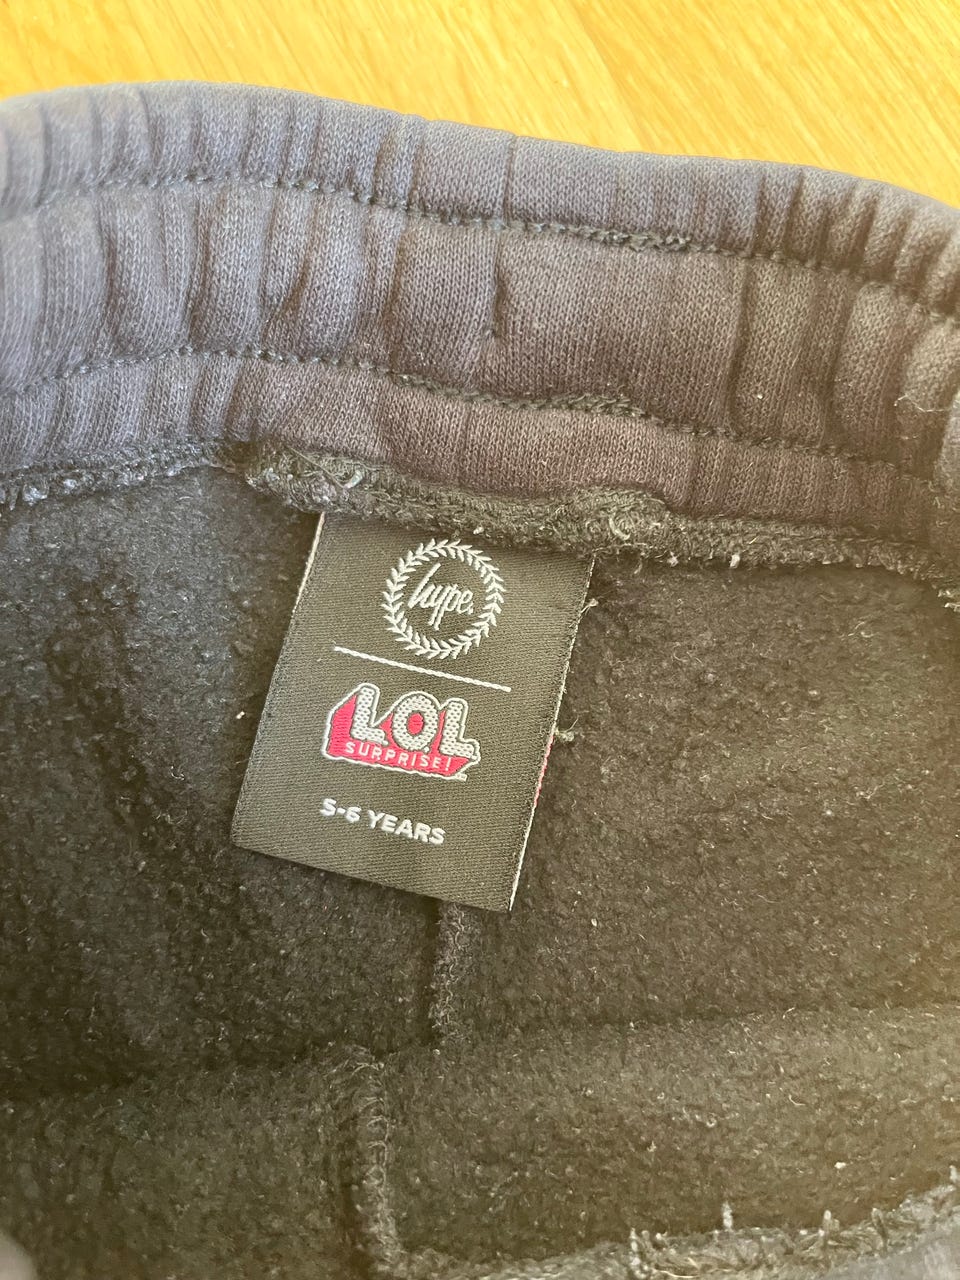 hype.
L.O.L
SURPRISE!
5-6 YEARS